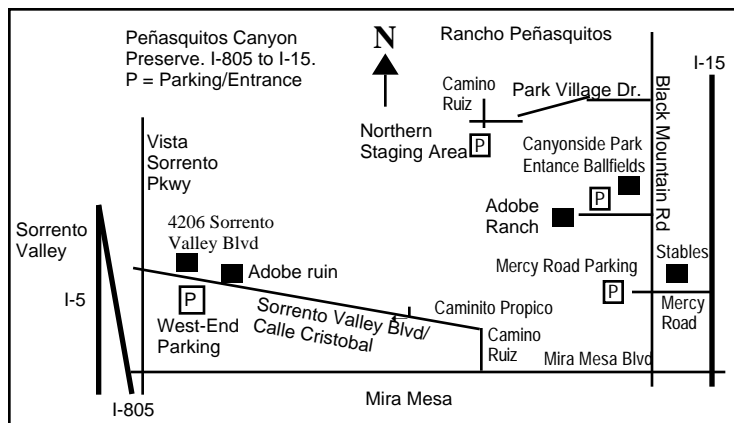 Peñasquitos Canyon
Preserve. I-805 to I-15.
P = Parking/Entrance
N
Rancho Peñasquitos
I-15
Camino
Ruiz
Park Village Dr.
Black Mountain Rd
Vista
Sorrento
Pkwy
Northern
Staging Area
P
Canyonside Park
Entance Ballfields
P
Adobe
Ranch
Sorrento
Valley
4206 Sorrento
Valley Blvd
Adobe ruin
Mercy Road Parking
P
Stables
Mercy
Road
I-5
P
West-End
Parking
Sorrento Valley Blvd/
Calle Cristobal
Caminito Propico
Camino
Ruiz
Mira Mesa Blvd
Mira Mesa
I-805